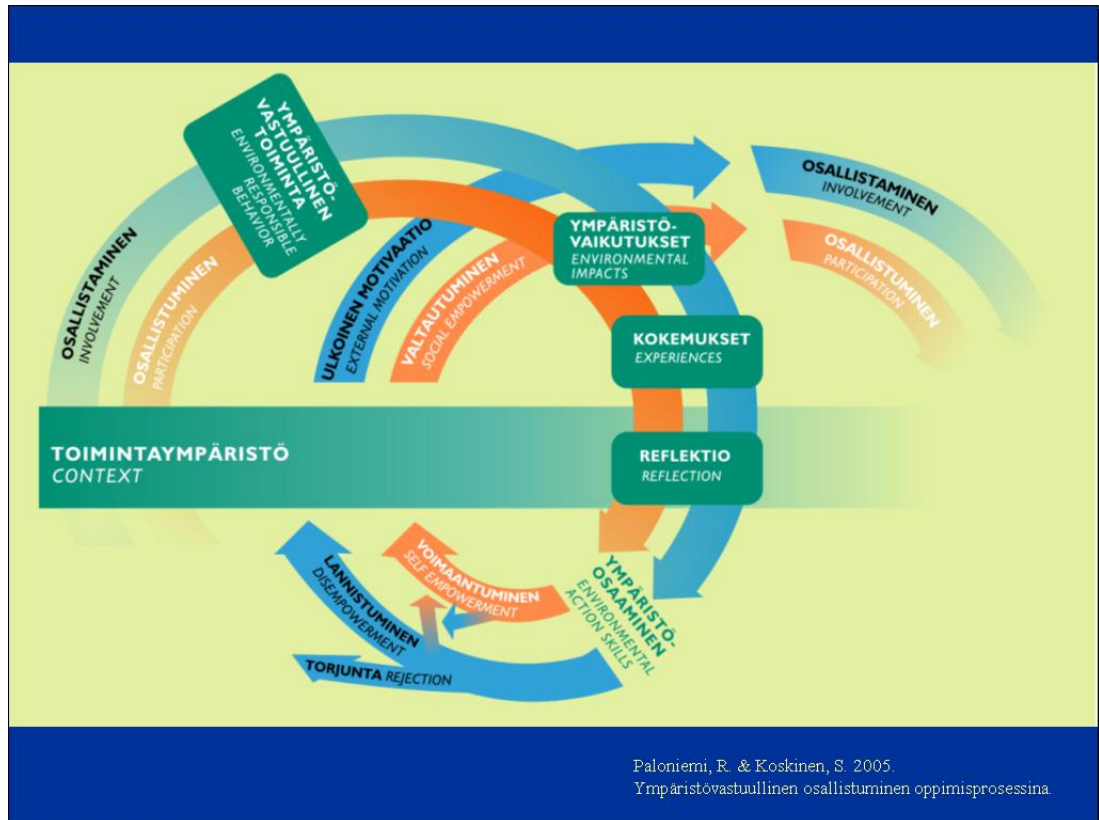 YMPÄRISTÖ-
VASTUULLINEN
TOIMINTA
ENVIRONMENTALLY
RESPONSIBLE
BEHAVIOR
OSALLISTAMINEN
INVOLVEMENT
OSALLISTUMINEN
PARTICIPATION
ULKOINEN MOTIVAATIO
EXTERNAL MOTIVATION
VALTAUTUMINEN
SOCIAL EMPOWERMENT
YMPÄRISTÖ-
VAIKUTUKSET
ENVIRONMENTAL
IMPACTS
OSALLISTAMINEN
INVOLVEMENT
OSALLISTUMINEN
PARTICIPATION
KOKEMUKSET
EXPERIENCES
TOIMINTAYMPÄRISTÖ
CONTEXT
REFLEKTIO
REFLECTION
YMPÄRISTÖ-
OSAAMINEN
ENVIRONMENTAL
ACTION SKILLS
VOIMAANTUMINEN
SELF EMPOWERMENT
LANNISTUMINEN
DISEMPOWERMENT
TORJUNTA REJECTION
Paloniemi, R. & Koskinen, S. 2005.
Ympäristövastuullinen osallistuminen oppimisprosessina.